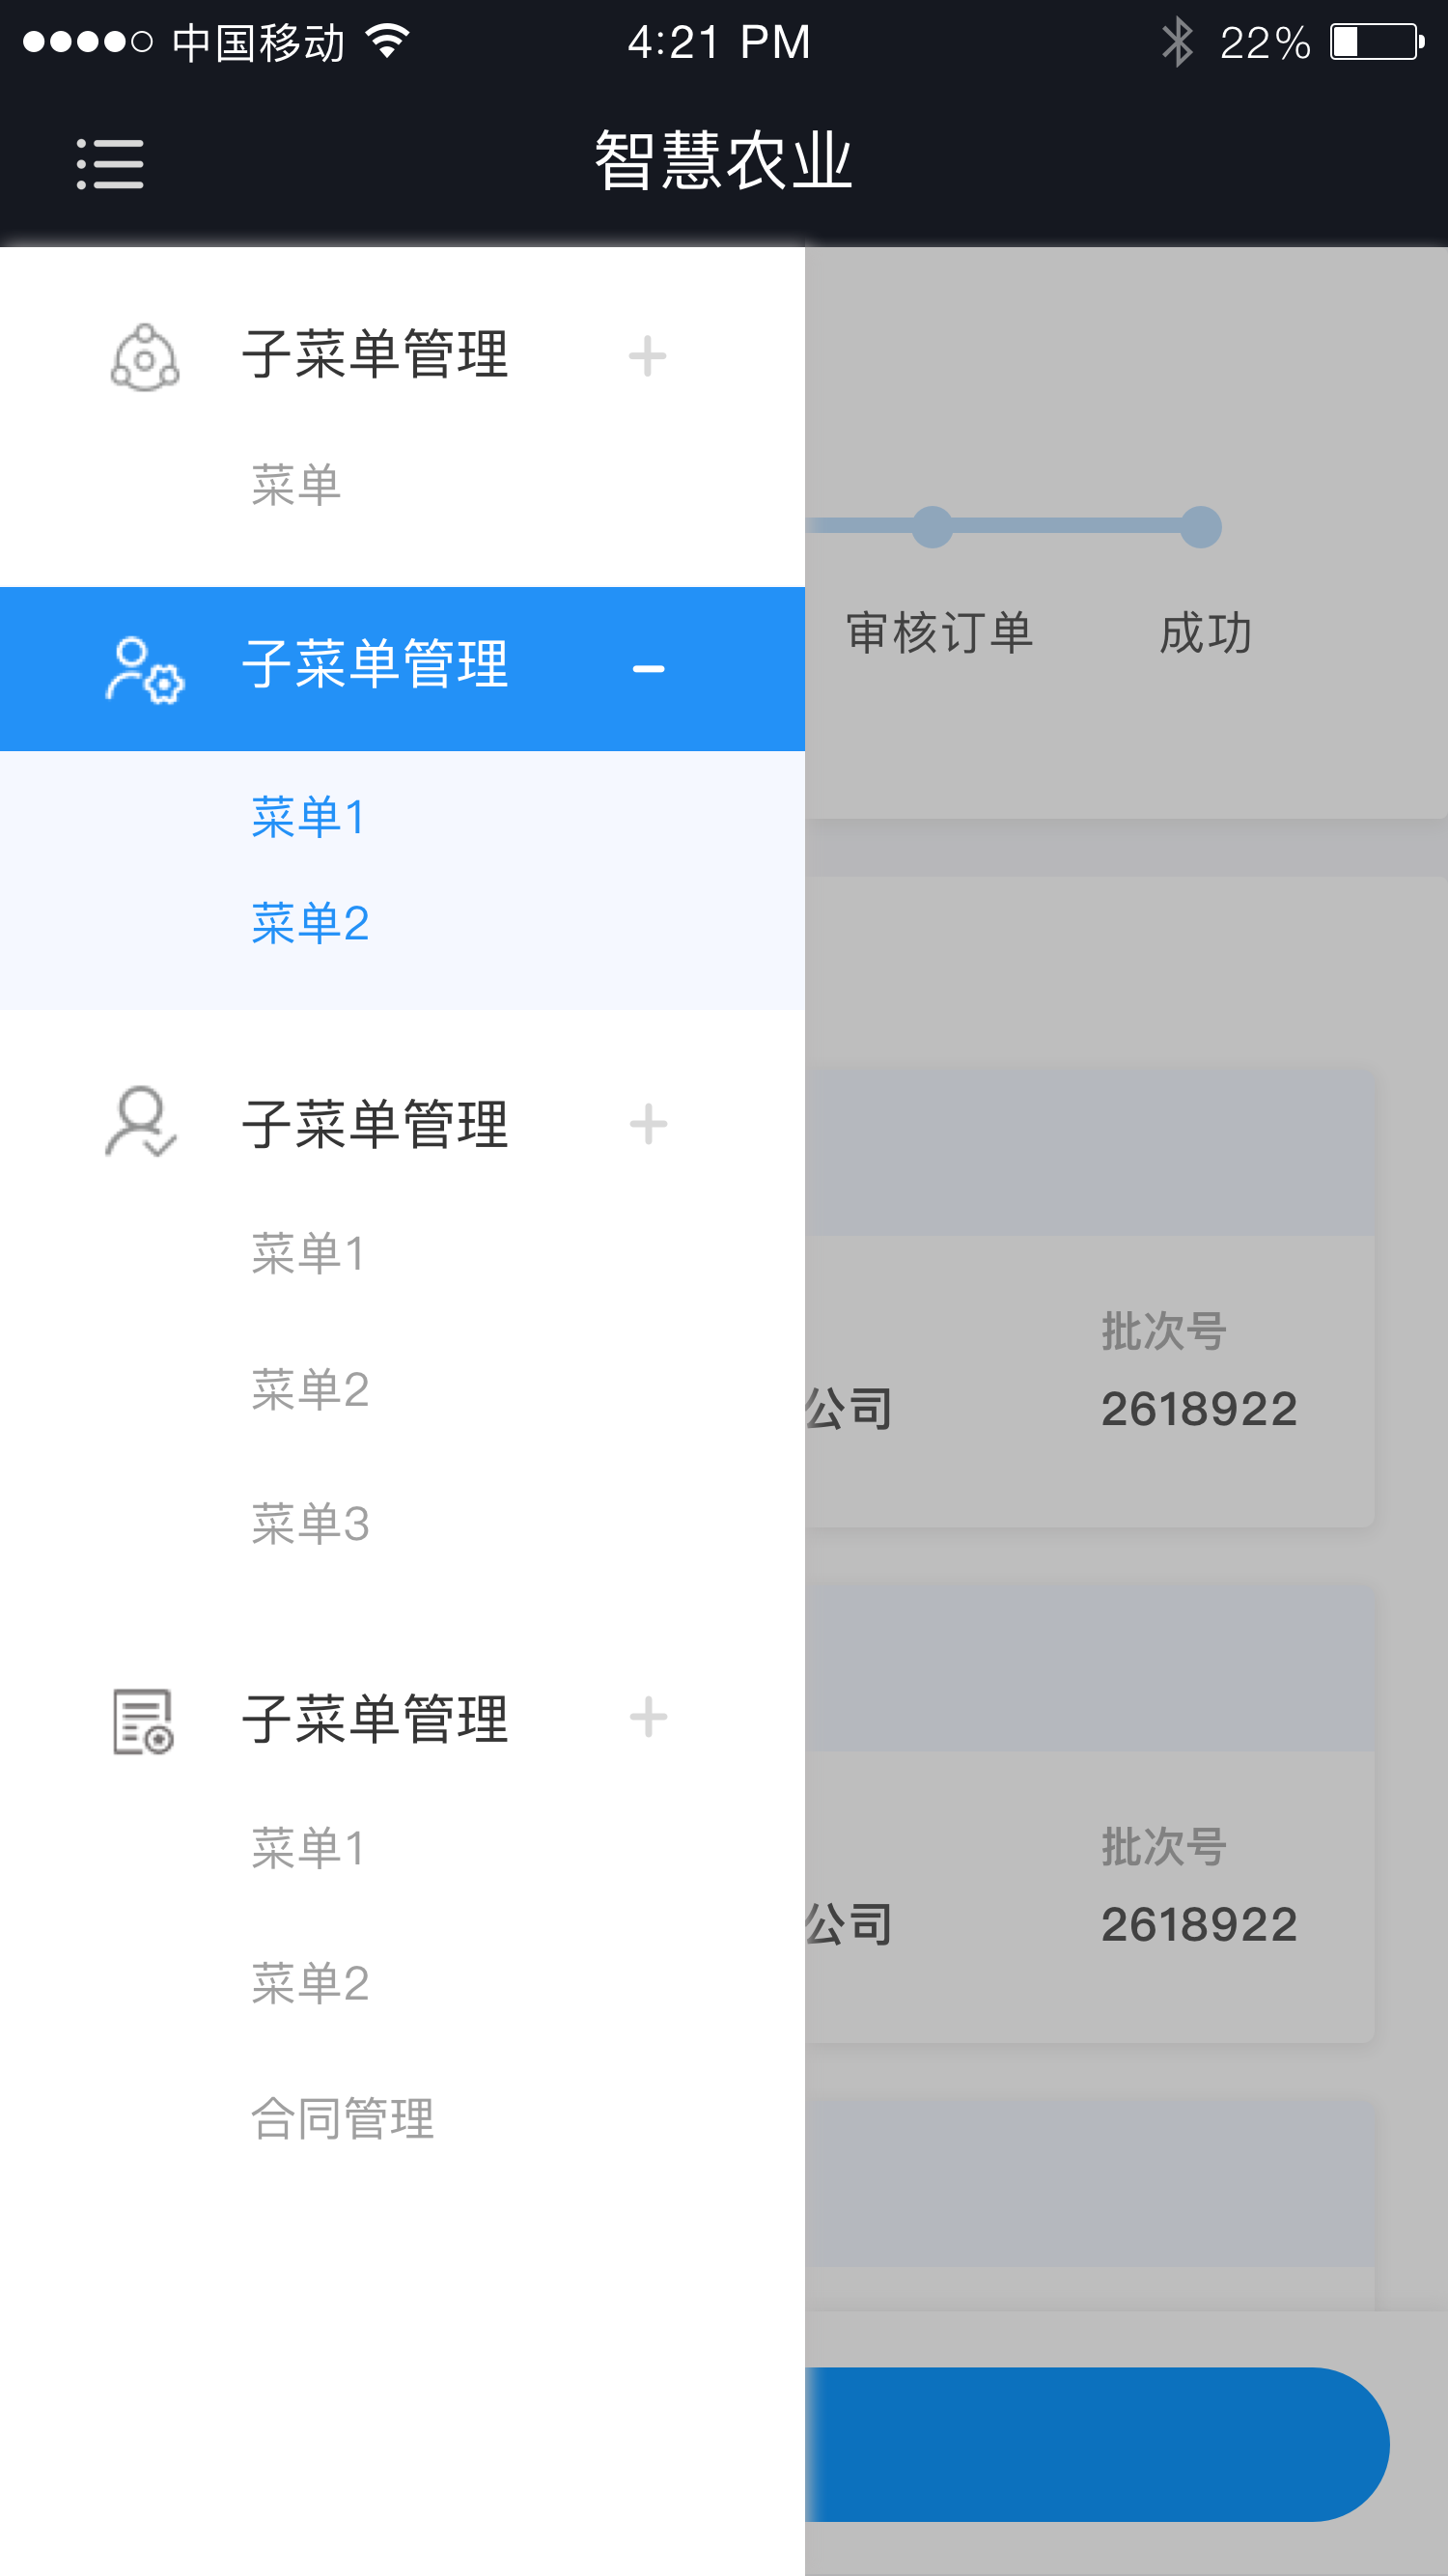 中国移动 4:21 PM 22%
智慧农业
子菜单管理
菜单
子菜单管理
菜单1
菜单2
子菜单管理
菜单1
菜单2
菜单3
子菜单管理
菜单1
菜单2
合同管理
审核订单 成功
批次号
公司 2618922
批次号
公司 2618922